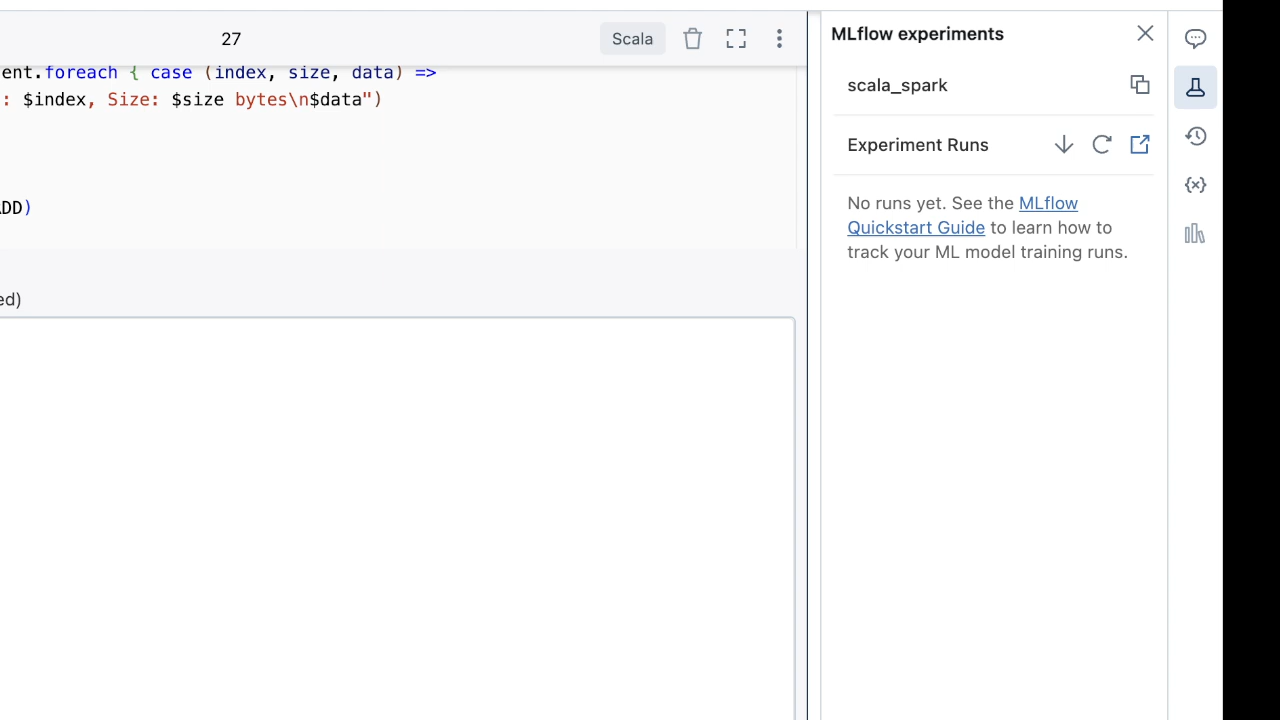 27
Scala
ent.foreach { case (index, size, data) =>
: $index, Size: $size bytes\n$data")
DD)
ed)
MLflow experiments
scala_spark
Experiment Runs
No runs yet. See the MLflow
Quickstart Guide to learn how to
track your ML model training runs.